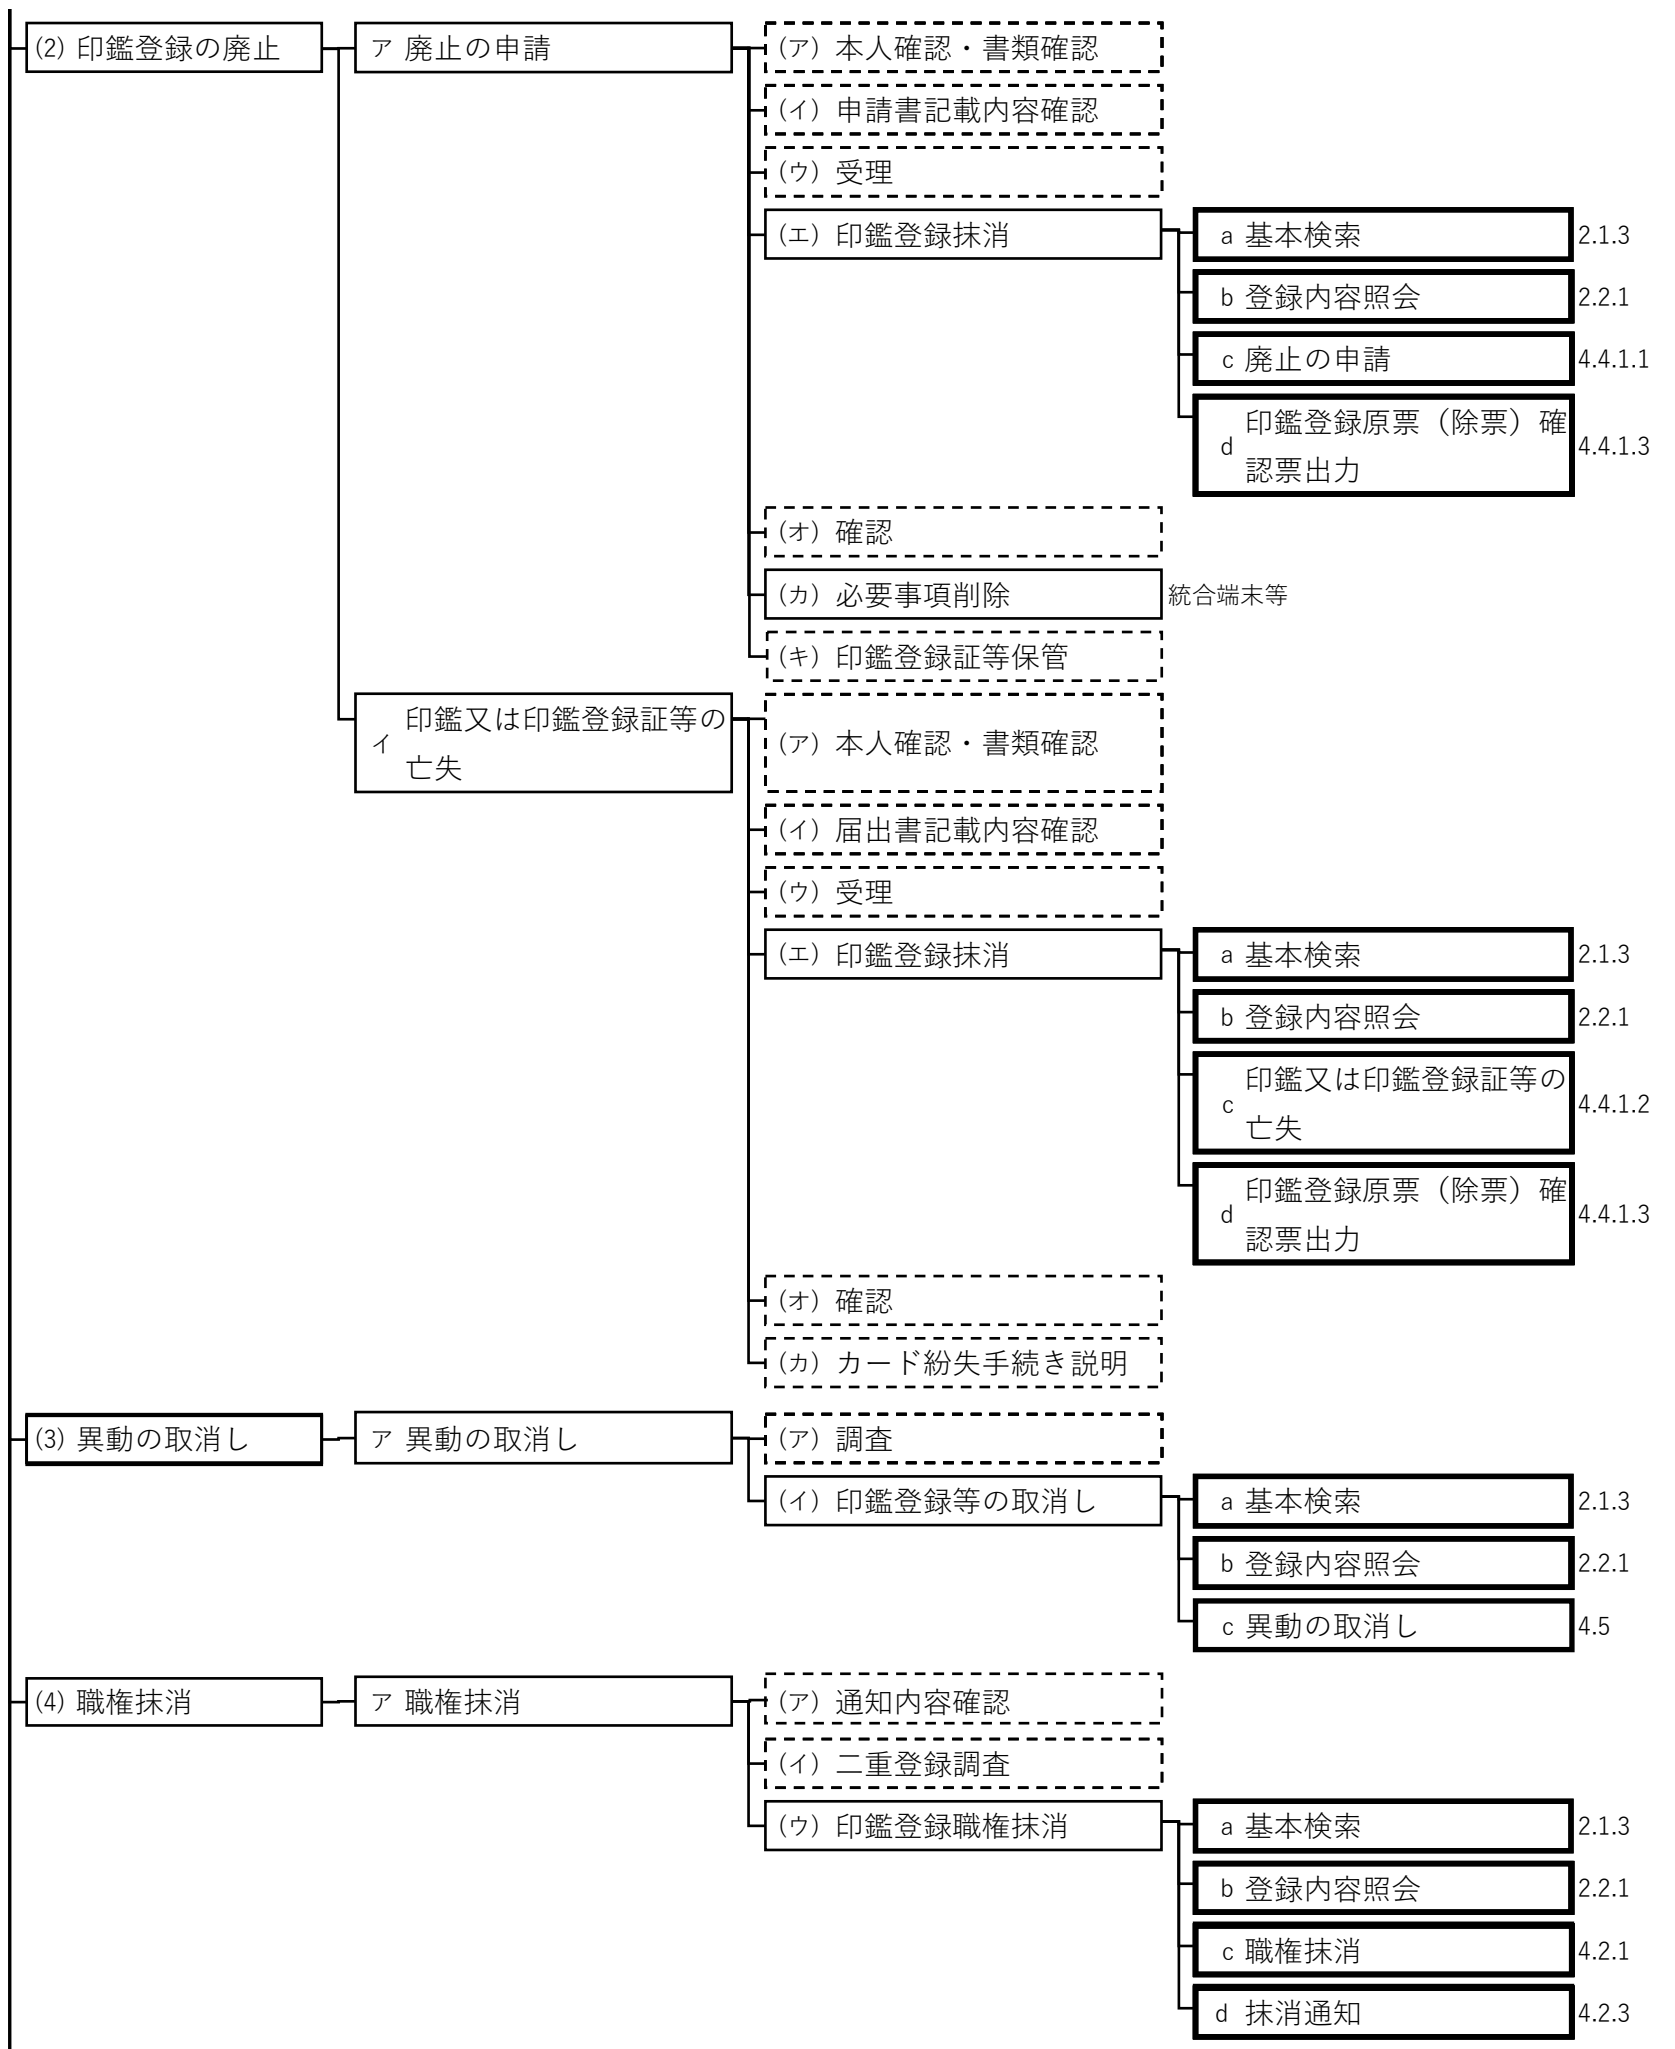 (2) 印鑑登録の廃止
ア 廃止の申請
(ア) 本人確認・書類確認
(イ) 申請書記載内容確認
(ウ) 受理
(エ) 印鑑登録抹消
a 基本検索 2.1.3
b 登録内容照会 2.2.1
c 廃止の申請 4.4.1.1
d 印鑑登録原票（除票）確
認票出力 4.4.1.3
(オ) 確認
(カ) 必要事項削除 統合端末等
(キ) 印鑑登録証等保管
イ 印鑑又は印鑑登録証等の
亡失
(ア) 本人確認・書類確認
(イ) 届出書記載内容確認
(ウ) 受理
(エ) 印鑑登録抹消
a 基本検索 2.1.3
b 登録内容照会 2.2.1
c 印鑑又は印鑑登録証等の
亡失 4.4.1.2
d 印鑑登録原票（除票）確
認票出力 4.4.1.3
(オ) 確認
(カ) カード紛失手続き説明
(3) 異動の取消し
ア 異動の取消し
(ア) 調査
(イ) 印鑑登録等の取消し
a 基本検索 2.1.3
b 登録内容照会 2.2.1
c 異動の取消し 4.5
(4) 職権抹消
ア 職権抹消
(ア) 通知内容確認
(イ) 二重登録調査
(ウ) 印鑑登録職権抹消
a 基本検索 2.1.3
b 登録内容照会 2.2.1
c 職権抹消 4.2.1
d 抹消通知 4.2.3